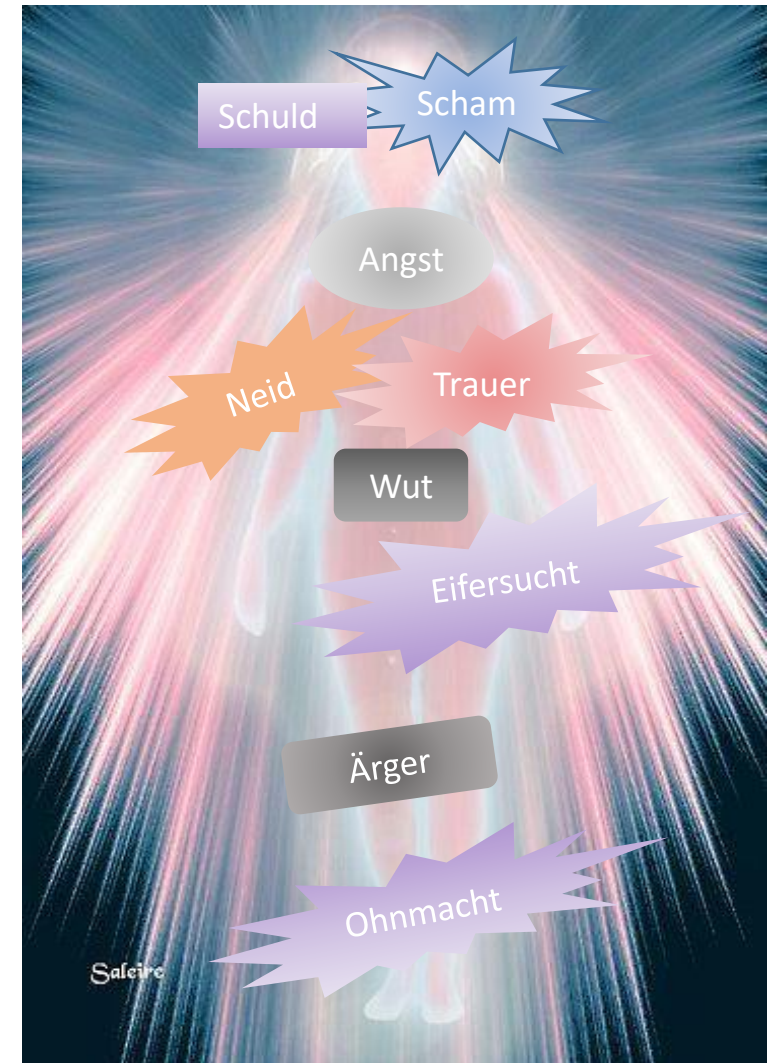 Schuld
Scham
Angst
Neid
Trauer
Wut
Eifersucht
Ärger
Ohnmacht
Saleire